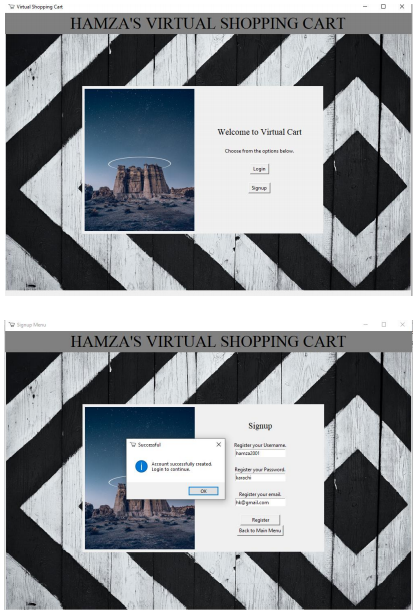 Virtual Shopping Cart
HAMZA'S VIRTUAL SHOPPING CART
Welcome to Virtual Cart
Choose from the options below.
Login
Signup
Signup Menu
HAMZA'S VIRTUAL SHOPPING CART
Signup
Successful
Account successfully created.
Login to continue.
OK
Register your Username.
hamza2001
Register your Password.
karachi
Register your email.
hk@gmail.com
Register
Back to Main Menu